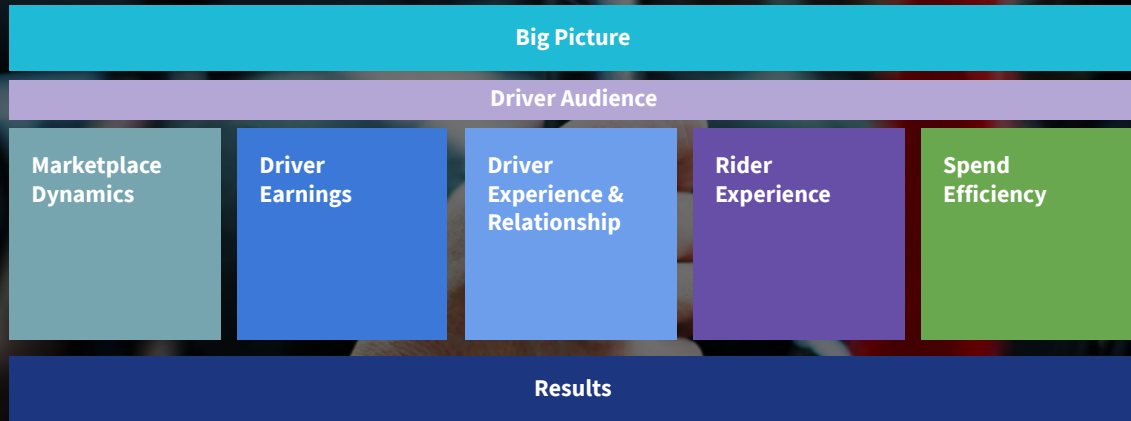 Big Picture
Driver Audience
Marketplace
Dynamics
Driver
Earnings
Driver
Experience &
Relationship
Rider
Experience
Spend
Efficiency
Results